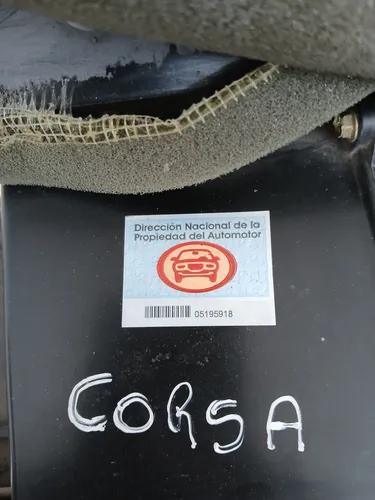 Dirección Nacional de la
Propiedad del Automotor
05195918
CORSA